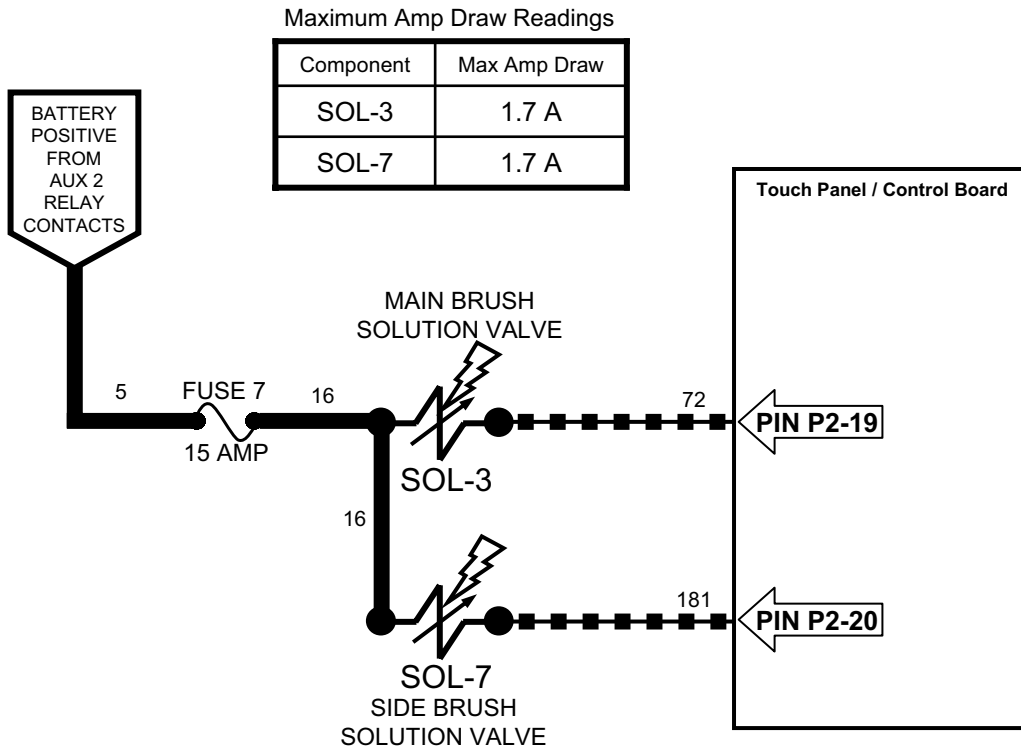 Maximum Amp Draw Readings
Component Max Amp Draw
SOL-3 1.7 A
SOL-7 1.7 A
BATTERY
POSITIVE
FROM
AUX 2
RELAY
CONTACTS
Touch Panel / Control Board
MAIN BRUSH
SOLUTION VALVE
5
FUSE 7
15 AMP
16
SOL-3
72
PIN P2-19
16
181
PIN P2-20
SOL-7
SIDE BRUSH
SOLUTION VALVE